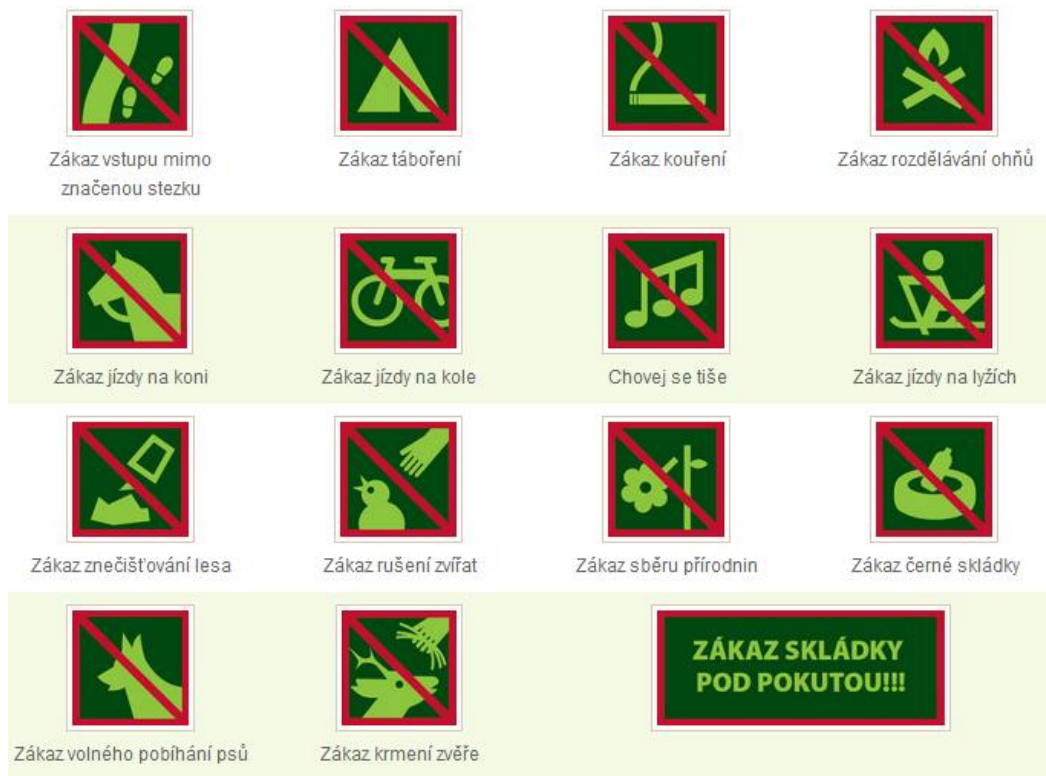 Zákaz vstupu mimo
značenou stezku
Zákaz táboření
Zákaz kouření
Zákaz rozdělávání ohňů
Zákaz jízdy na koni
Zákaz jízdy na kole
Chovej se tiše
Zákaz jízdy na lyžích
Zákaz znečišťování lesa
Zákaz rušení zvířat
Zákaz sběru přírodnin
Zákaz černé skládky
Zákaz volného pobíhání psů
Zákaz krmení zvěře
ZÁKAZ SKLÁDKY
POD POKUTOU!!!